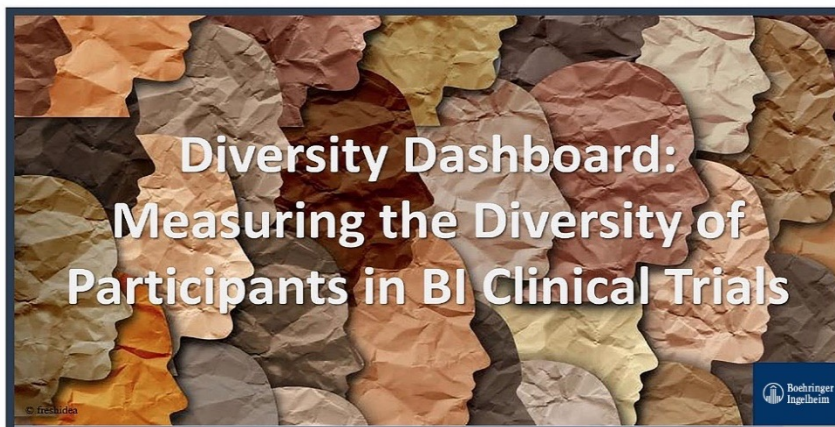 Diversity Dashboard:
Measuring the Diversity of
Participants in BI Clinical Trials
© freshidea
Boehringer
Ingelheim